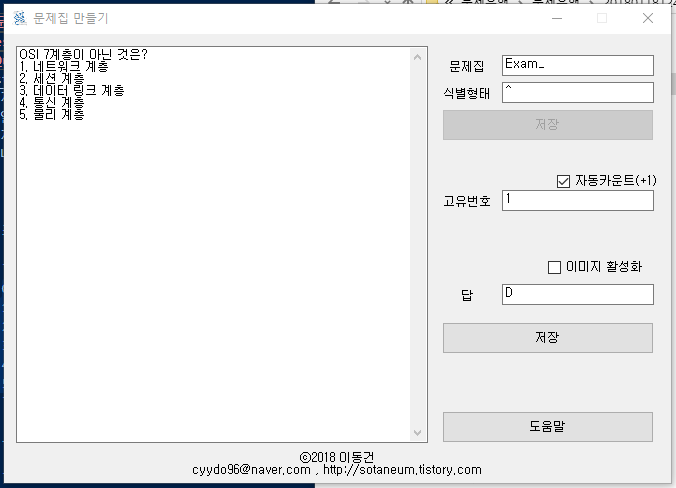 문제집 만들기
OSI 7계층이 아닌 것은?
1. 네트워크 계층
2. 세션 계층
3. 데이터 링크 계층
4. 통신 계층
5. 물리 계층
문제집 Exam_
식별형태 ^
저장
자동카운트(+1)
고유번호 1
이미지 활성화
답 D
저장
도움말
©2018 이동건
cyydo96@naver.com , http://sotaneum.tistory.com